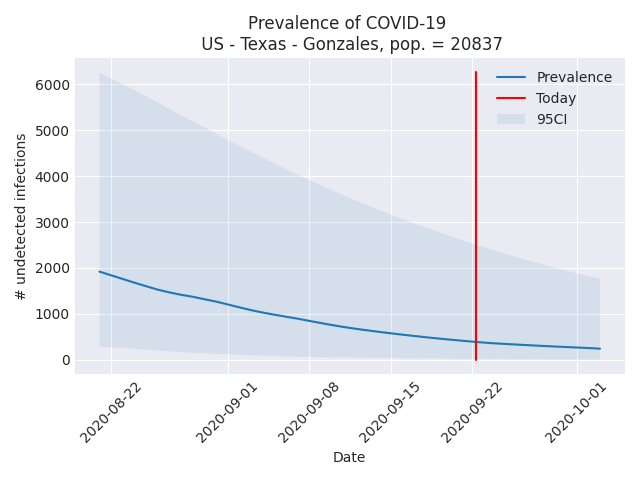 Prevalence of COVID-19
US - Texas - Gonzales, pop. = 20837
# undetected infections
6000
5000
4000
3000
2000
1000
0
Prevalence
Today
95CI
2020-08-22
2020-09-01
2020-09-08
2020-09-15
2020-09-22
2020-10-01
Date